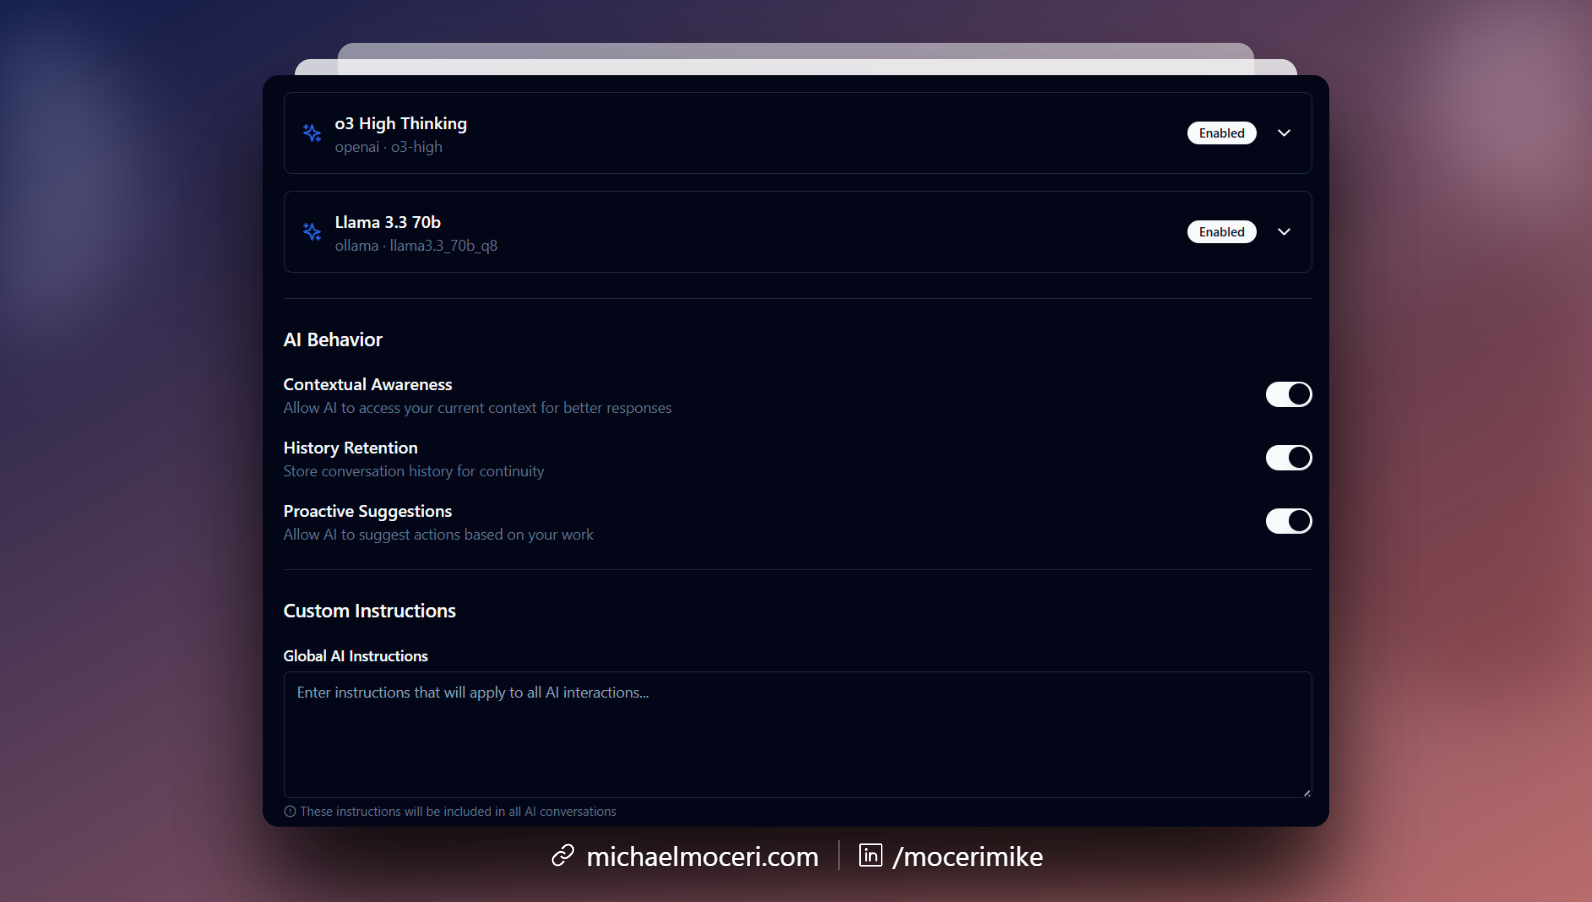 o3 High Thinking
openai · o3-high
Enabled
Llama 3.3 70b
ollama · llama3.3_70b_q8
Enabled
AI Behavior
Contextual Awareness
Allow AI to access your current context for better responses
History Retention
Store conversation history for continuity
Proactive Suggestions
Allow AI to suggest actions based on your work
Custom Instructions
Global AI Instructions
Enter instructions that will apply to all AI interactions...
These instructions will be included in all AI conversations
michaelmoceri.com
in /mocerimike